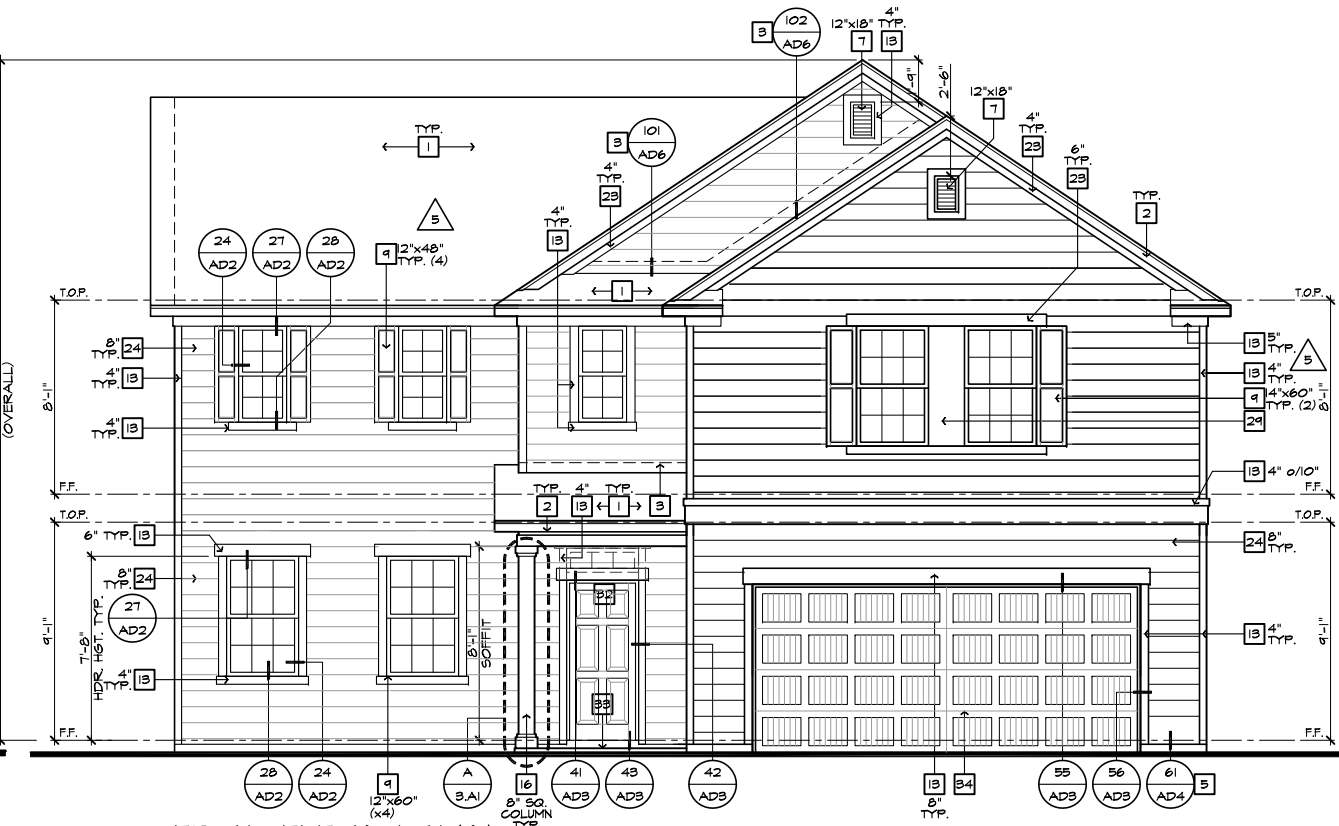 3
102
AD6
12"x18"
7
4"
TYP.
13
-9"
2'-6"
12"x18"
7
TYP.
1
3
101
AD6
4"
TYP.
23
6"
TYP.
23
4"
TYP.
23
4"
TYP.
13
TYP.
2
5
24
AD2
27
AD2
28
AD2
9
12"x48"
TYP. (4)
1
T.O.P.
T.O.P.
8"
TYP.
24
4"
TYP.
13
4"
TYP.
13
8'-1"
(OVERALL)
13
5"
TYP.
5
13
4"
TYP.
9
14"x60"
TYP. (2)
8'-1"
29
13
4" o/10"
F.F.
F.F.
T.O.P.
T.O.P.
TYP.
2
4"
13
TYP.
1
3
6" TYP.
13
24
8"
TYP.
8"
TYP.
24
27
AD2
9'-1"
7'-8"
HDR. HGT. TYP.
4"
TYP.
13
8'-1"
SOFFIT
32
33
13
4"
TYP.
9'-1"
F.F.
F.F.
28
AD2
24
AD2
9
12"x60"
(x4)
A
3.A1
16
8" SQ.
COLUMN
TYP.
41
AD3
43
AD3
42
AD3
13
8"
TYP.
34
55
AD3
56
AD3
61
AD4
5